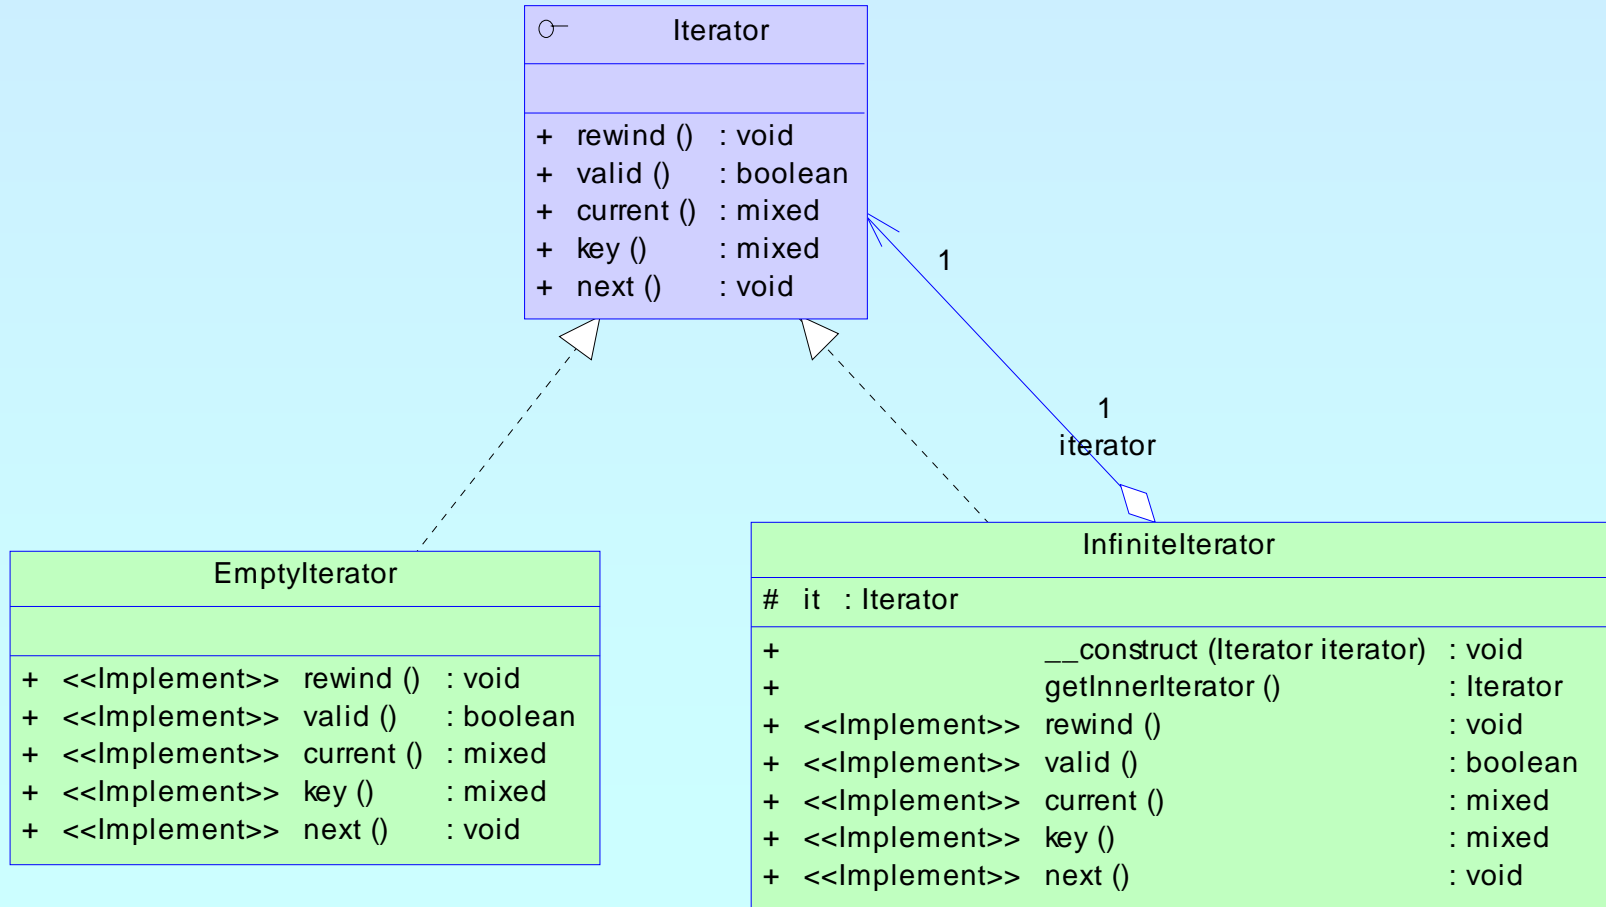 Iterator
+ rewind () : void
+ valid () : boolean
+ current () : mixed
+ key () : mixed
+ next () : void
1
1
iterator
EmptyIterator
+ <<Implement>> rewind () : void
+ <<Implement>> valid () : boolean
+ <<Implement>> current () : mixed
+ <<Implement>> key () : mixed
+ <<Implement>> next () : void
InfiniteIterator
# it : Iterator
+ __construct (Iterator iterator) : void
+ getInnerIterator () : Iterator
+ <<Implement>> rewind () : void
+ <<Implement>> valid () : boolean
+ <<Implement>> current () : mixed
+ <<Implement>> key () : mixed
+ <<Implement>> next () : void